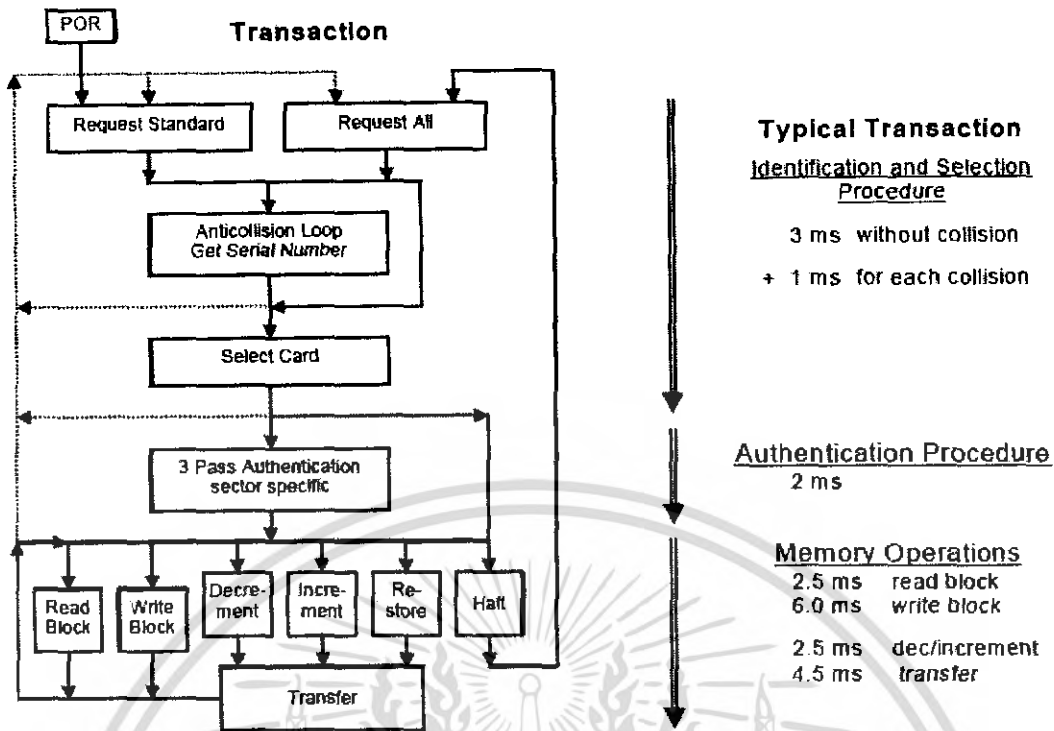 POR
Transaction
Request Standard
Request All
Anticollision Loop
Get Serial Number
Select Card
3 Pass Authentication
sector specific
Read
Block
Write
Block
Decre-
ment
Incre-
ment
Re-
store
Halt
Transfer
Typical Transaction
Identification and Selection
Procedure
3 ms without collision
+ 1 ms for each collision
Authentication Procedure
2 ms
Memory Operations
2.5 ms read block
6.0 ms write block
2.5 ms dec/increment
4.5 ms transfer